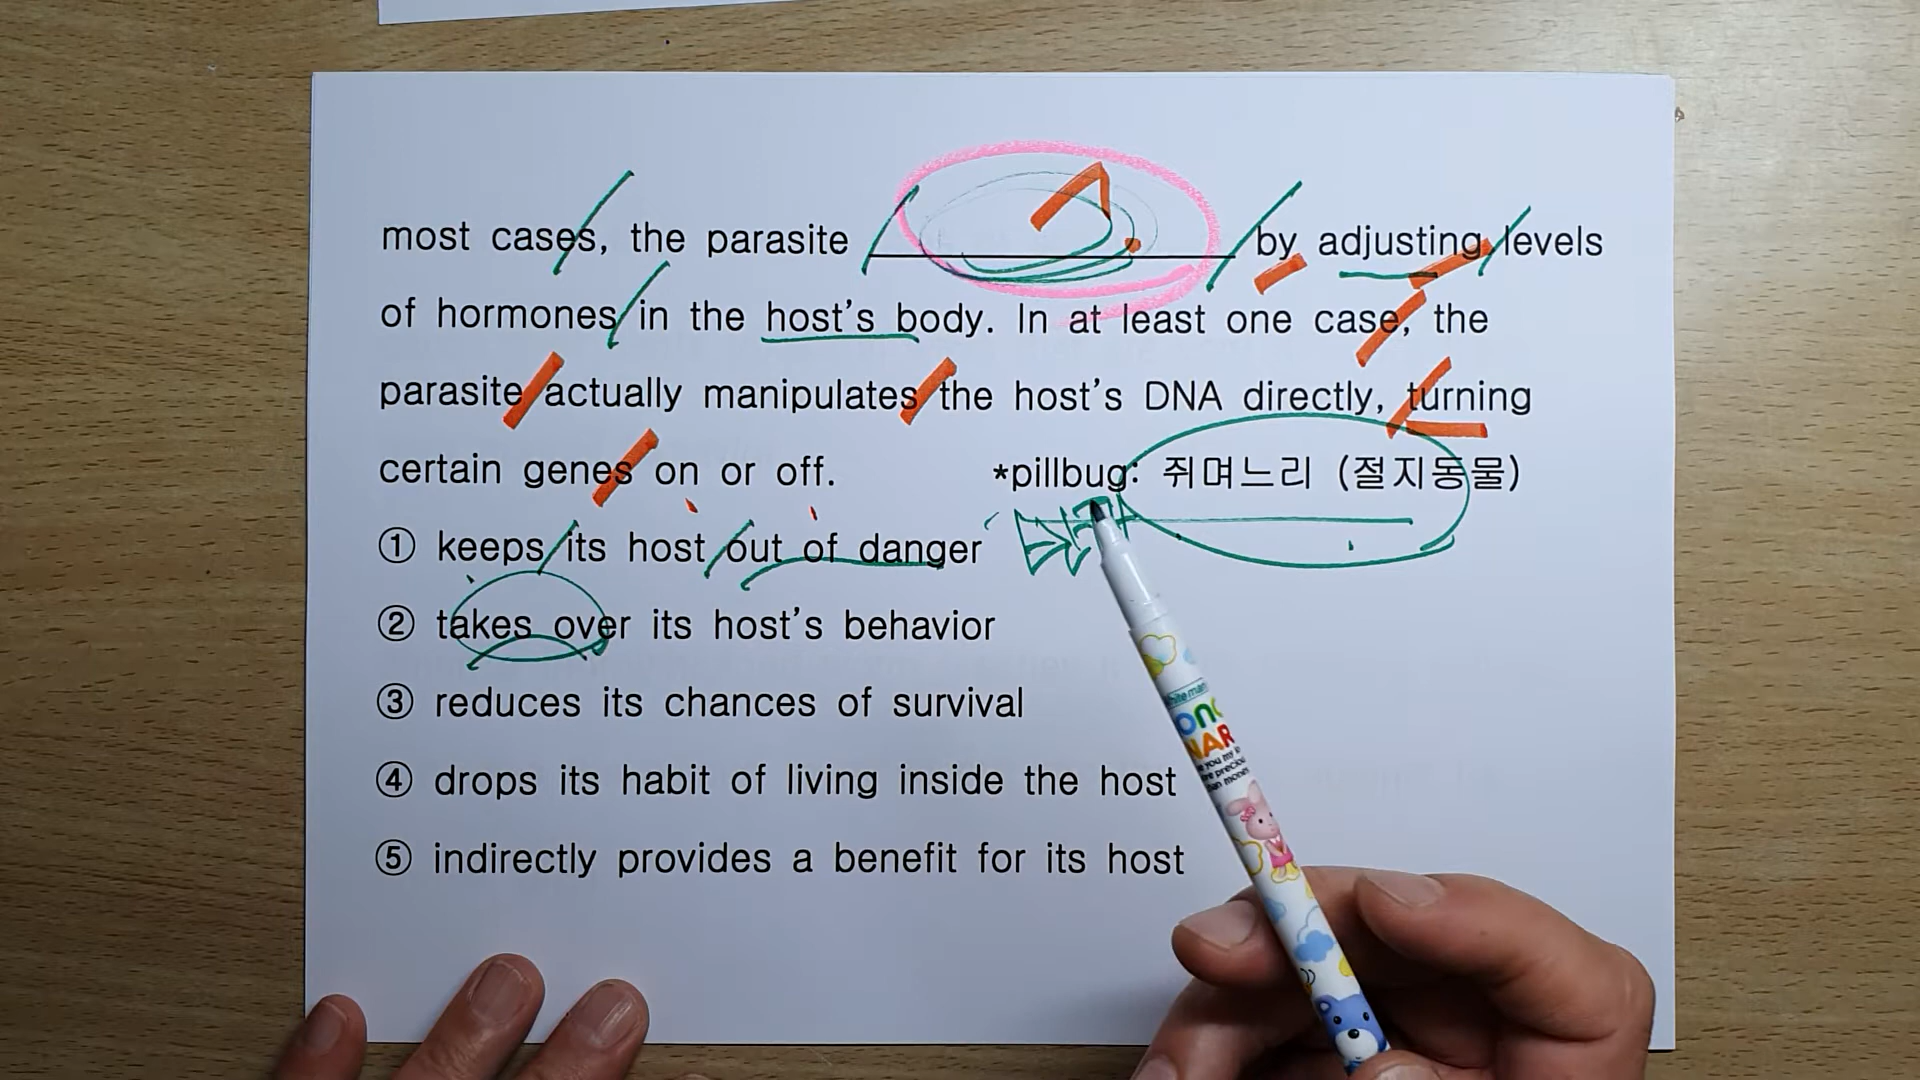 most cases, the parasite by adjusting levels
of hormones in the host's body. In at least one case, the
parasite actually manipulates the host's DNA directly, turning
certain genes on or off. *pillbug: 쥐며느리 (절지동물)
① keeps its host out of danger
② takes over its host's behavior
③ reduces its chances of survival
④ drops its habit of living inside the host
⑤ indirectly provides a benefit for its host